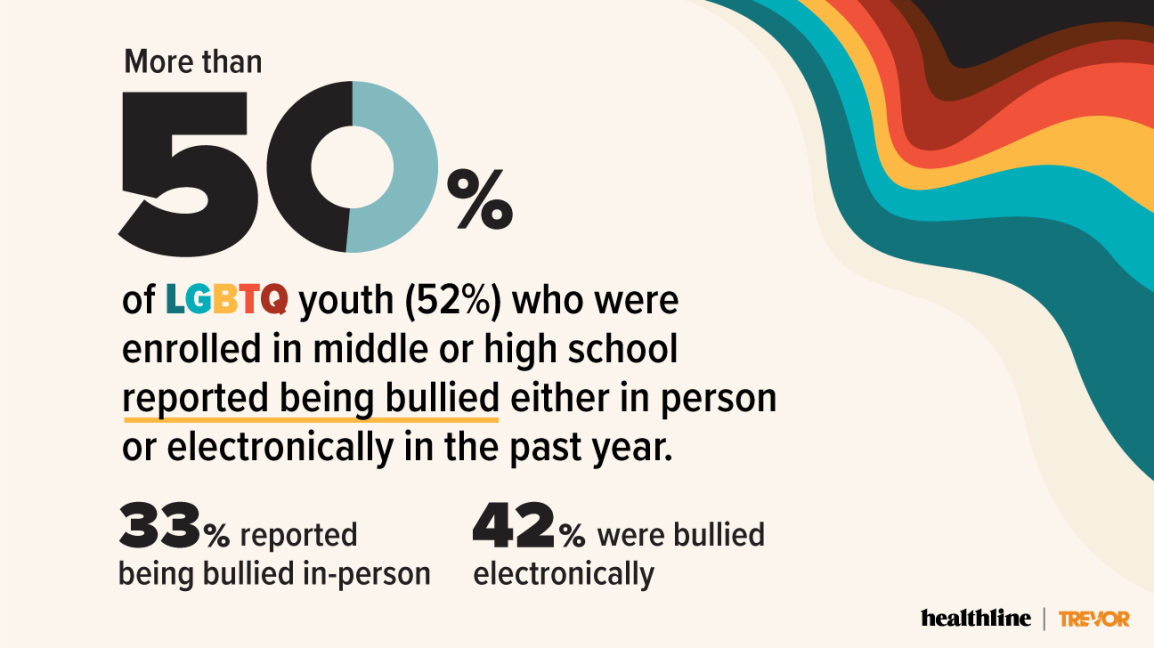 More than
50%
of LGBTQ youth (52%) who were
enrolled in middle or high school
reported being bullied either in person
or electronically in the past year.
33% reported
being bullied in-person
42% were bullied
electronically
healthline | TREVOR